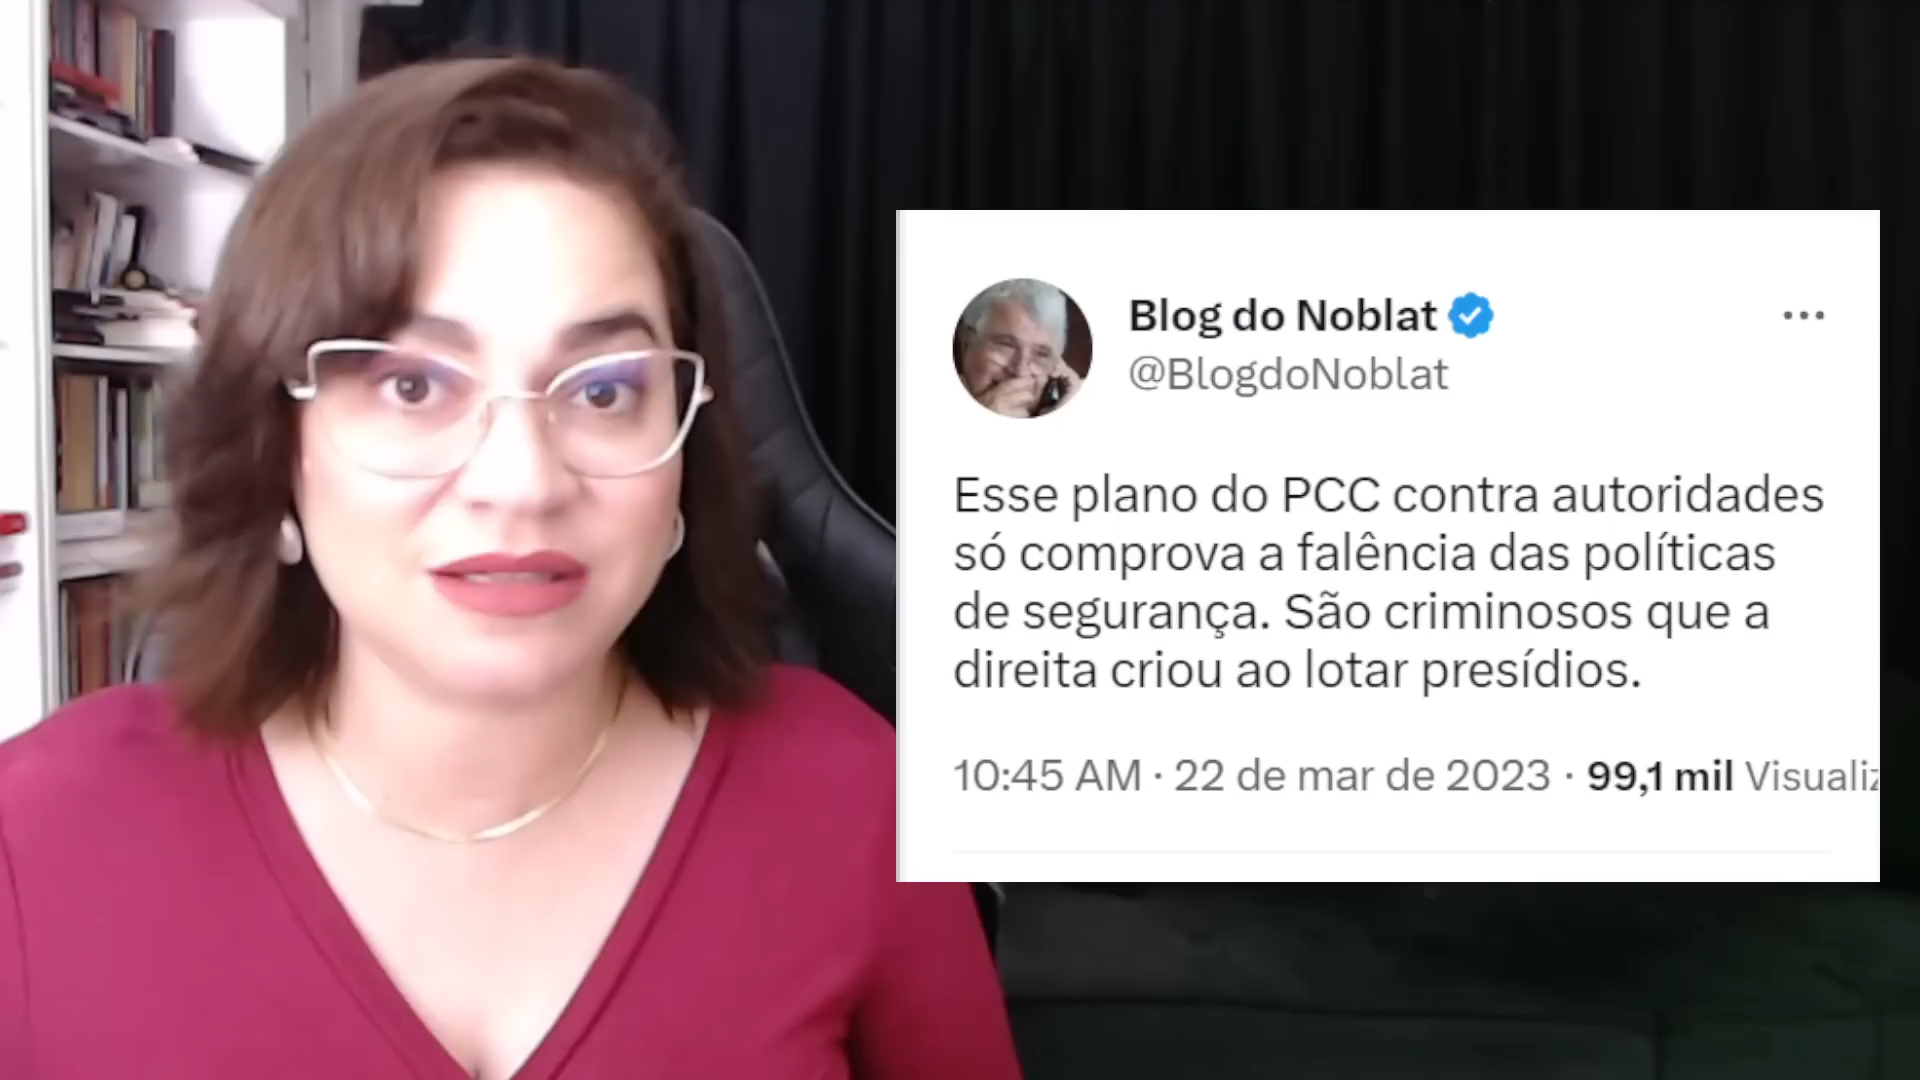 Blog do Noblat
@BlogdoNoblat
Esse plano do PCC contra autoridades
só comprova a falência das políticas
de segurança. São criminosos que a
direita criou ao lotar presídios.
10:45 AM · 22 de mar de 2023 · 99,1 mil Visualiz